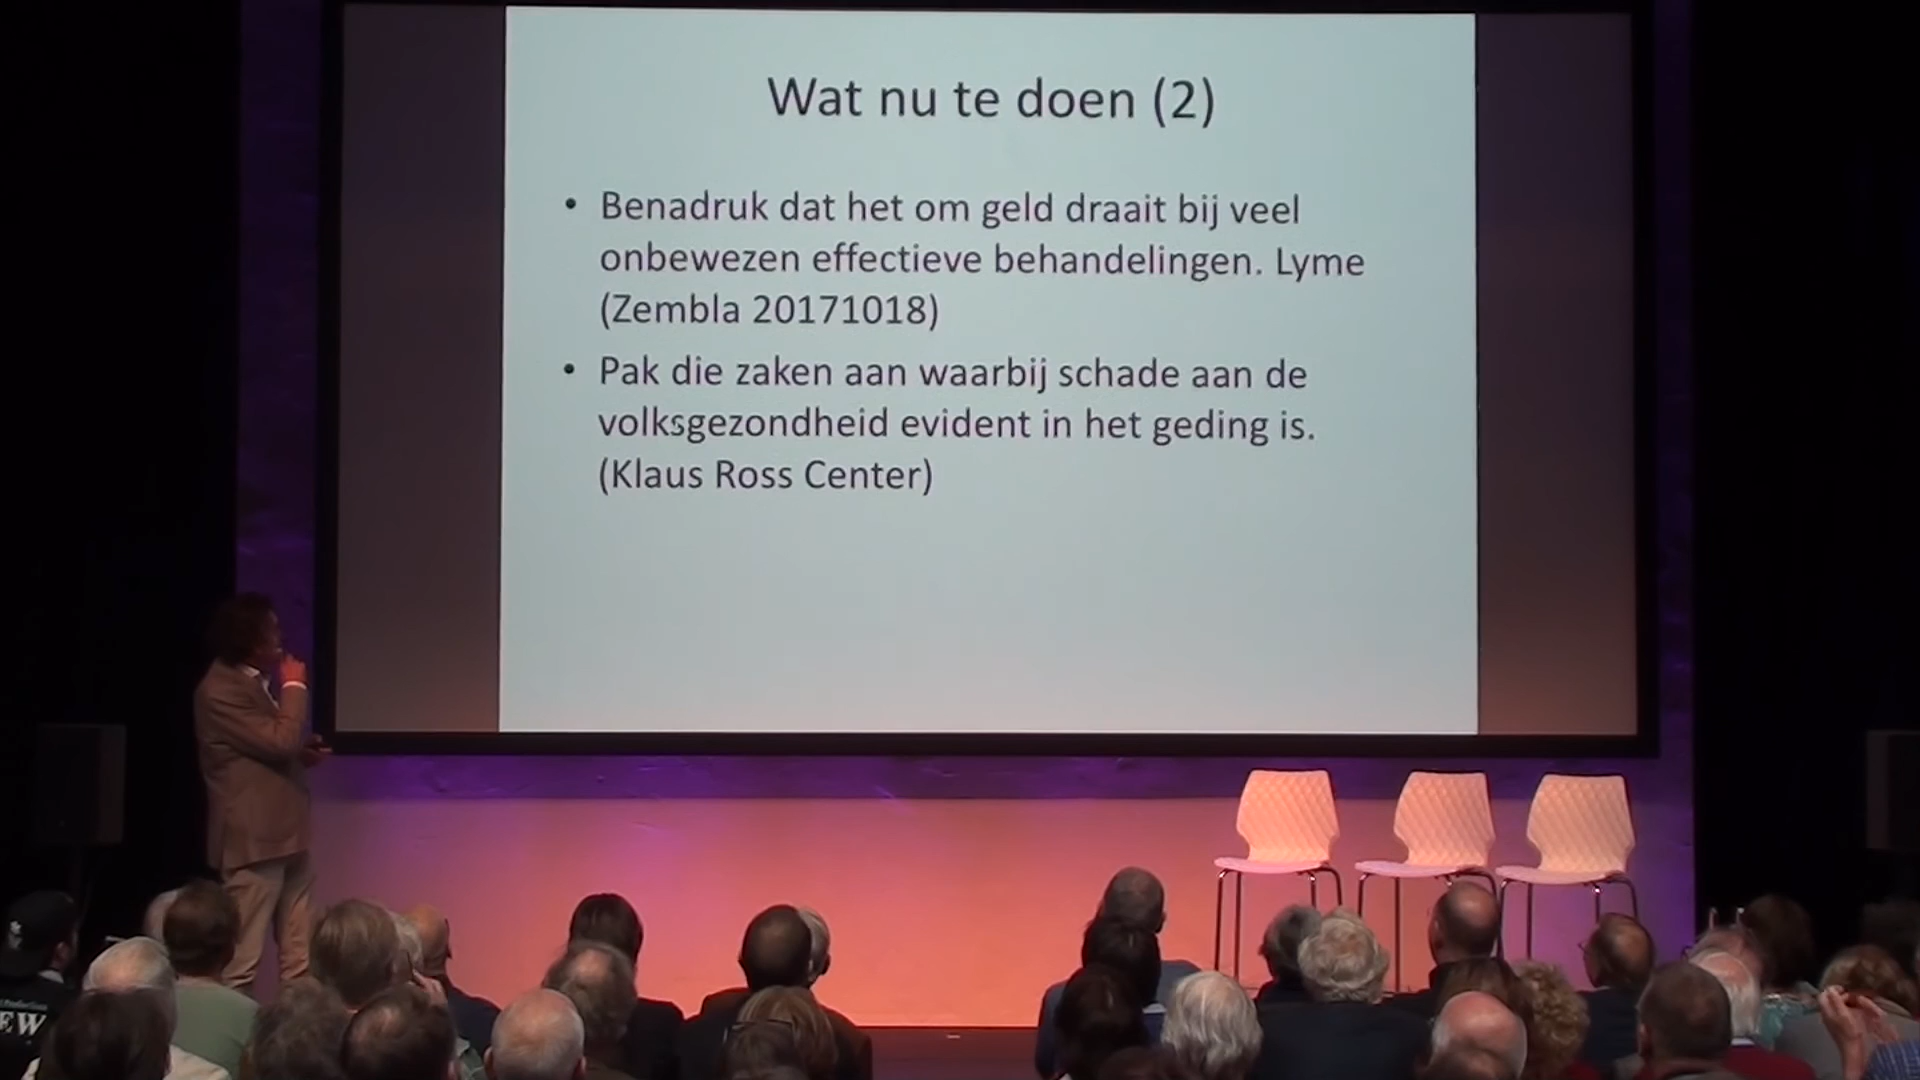 Wat nu te doen (2)
• Benadruk dat het om geld draait bij veel
onbewezen effectieve behandelingen. Lyme
(Zembla 20171018)
• Pak die zaken aan waarbij schade aan de
volksgezondheid evident in het geding is.
(Klaus Ross Center)
EW